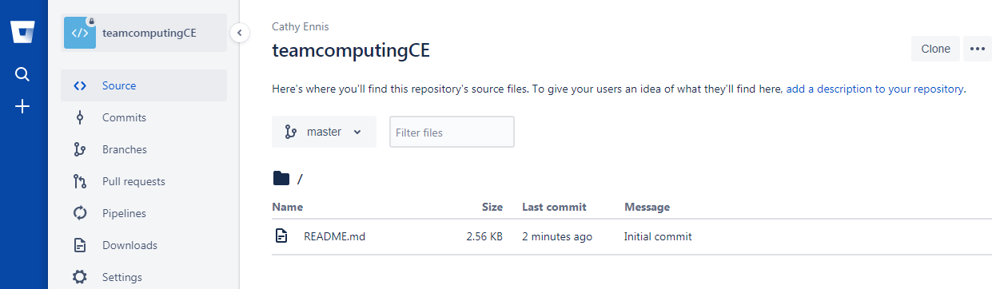 teamcomputingCE
Source
Commits
Branches
Pull requests
Pipelines
Downloads
Settings
Cathy Ennis
teamcomputingCE
Clone
Here's where you'll find this repository's source files. To give your users an idea of what they'll find here, add a description to your repository.
master
Filter files
/
Name Size Last commit Message
README.md 2.56 KB 2 minutes ago Initial commit